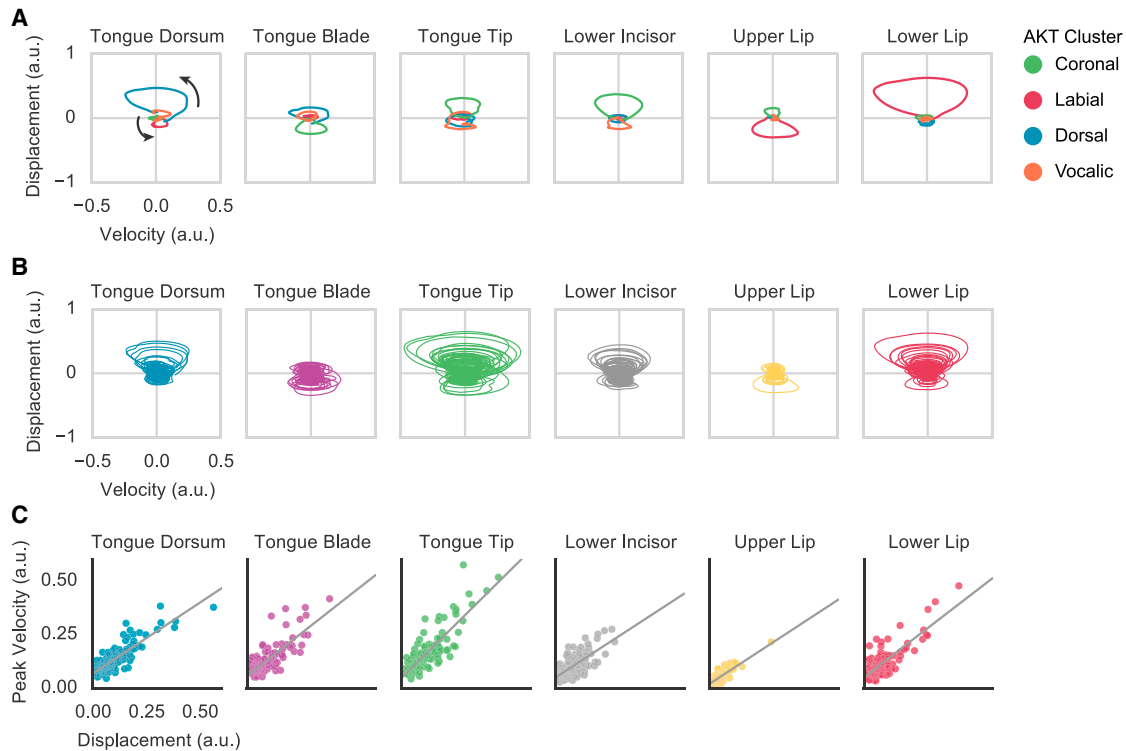 A
Tongue Dorsum Tongue Blade Tongue Tip Lower Incisor Upper Lip Lower Lip AKT Cluster
Displacement (a.u.)
1
0
−1
−0.5 0.0 0.5
Velocity (a.u.)
Coronal
Labial
Dorsal
Vocalic
B
Tongue Dorsum Tongue Blade Tongue Tip Lower Incisor Upper Lip Lower Lip
Displacement (a.u.)
1
0
−1
−0.5 0.0 0.5
Velocity (a.u.)
C
Tongue Dorsum Tongue Blade Tongue Tip Lower Incisor Upper Lip Lower Lip
Peak Velocity (a.u.)
0.50
0.25
0.00
0.00 0.25 0.50
Displacement (a.u.)